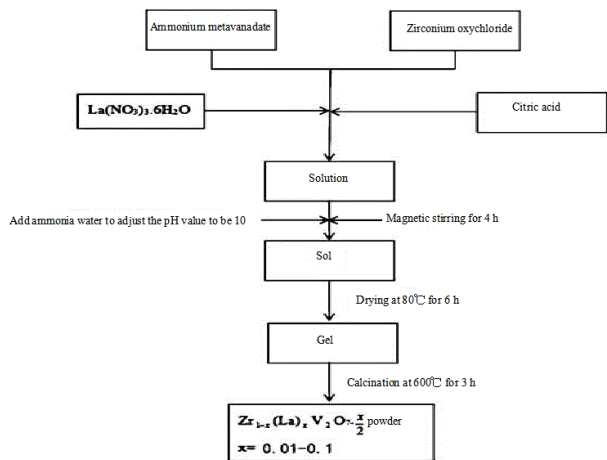 Ammonium metavanadate
Zirconium oxychloride
La(NO₃)₃.6H₂O
Citric acid
Solution
Add ammonia water to adjust the pH value to be 10
Magnetic stirring for 4 h
Sol
Drying at 80℃ for 6 h
Gel
Calcination at 600℃ for 3 h
Zr₁₋ₓ(La)ₓV₂O₇₋x/2 powder
x= 0.01-0.1